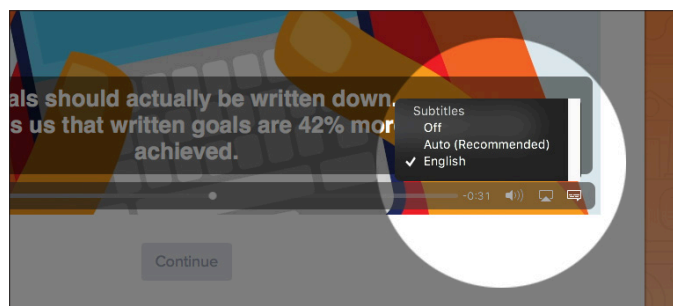 als should actually be written down.
s us that written goals are 42% mor
achieved.
Subtitles
Off
Auto (Recommended)
✓ English
-0:31
Continue